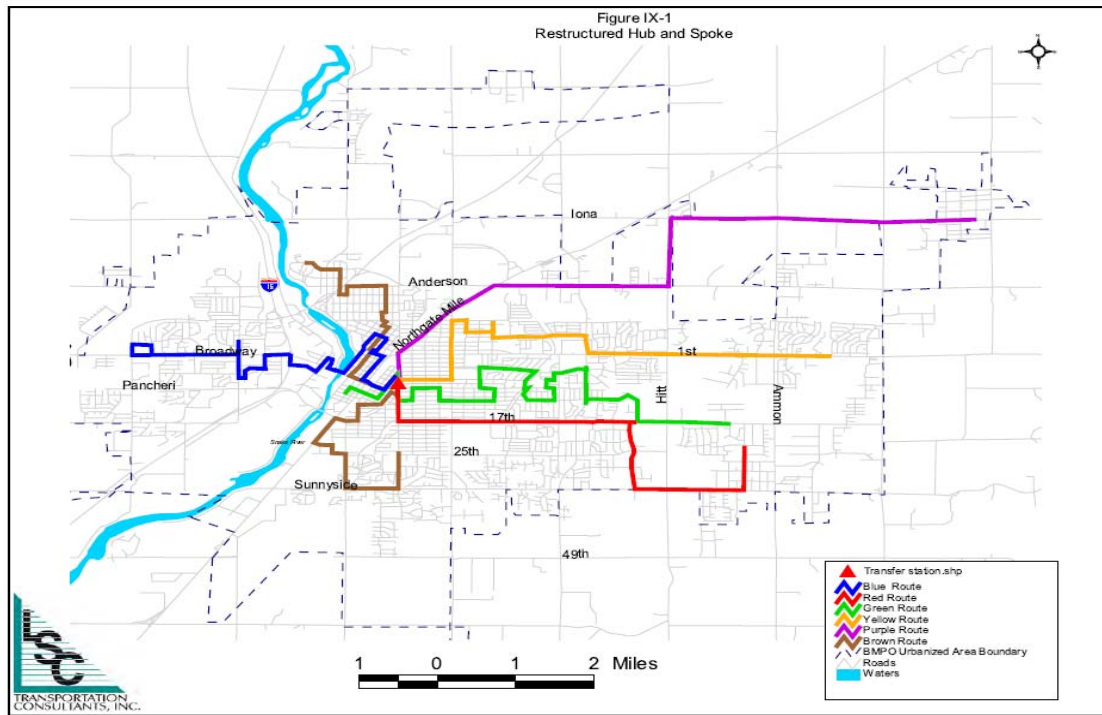 Figure IX-1
Restructured Hub and Spoke
Iona
15
Anderson
Northgate Mile
Broadway
1st
Pancheri
Hitt
Ammon
17th
Snake River
25th
Sunnyside
49th
Transfer station.shp
Blue Route
Red Route
Green Route
Yellow Route
Purple Route
Brown Route
BMPO Urbanized Area Boundary
Roads
Waters
1 0 1 2 Miles
LSC
TRANSPORTATION
CONSULTANTS, INC.